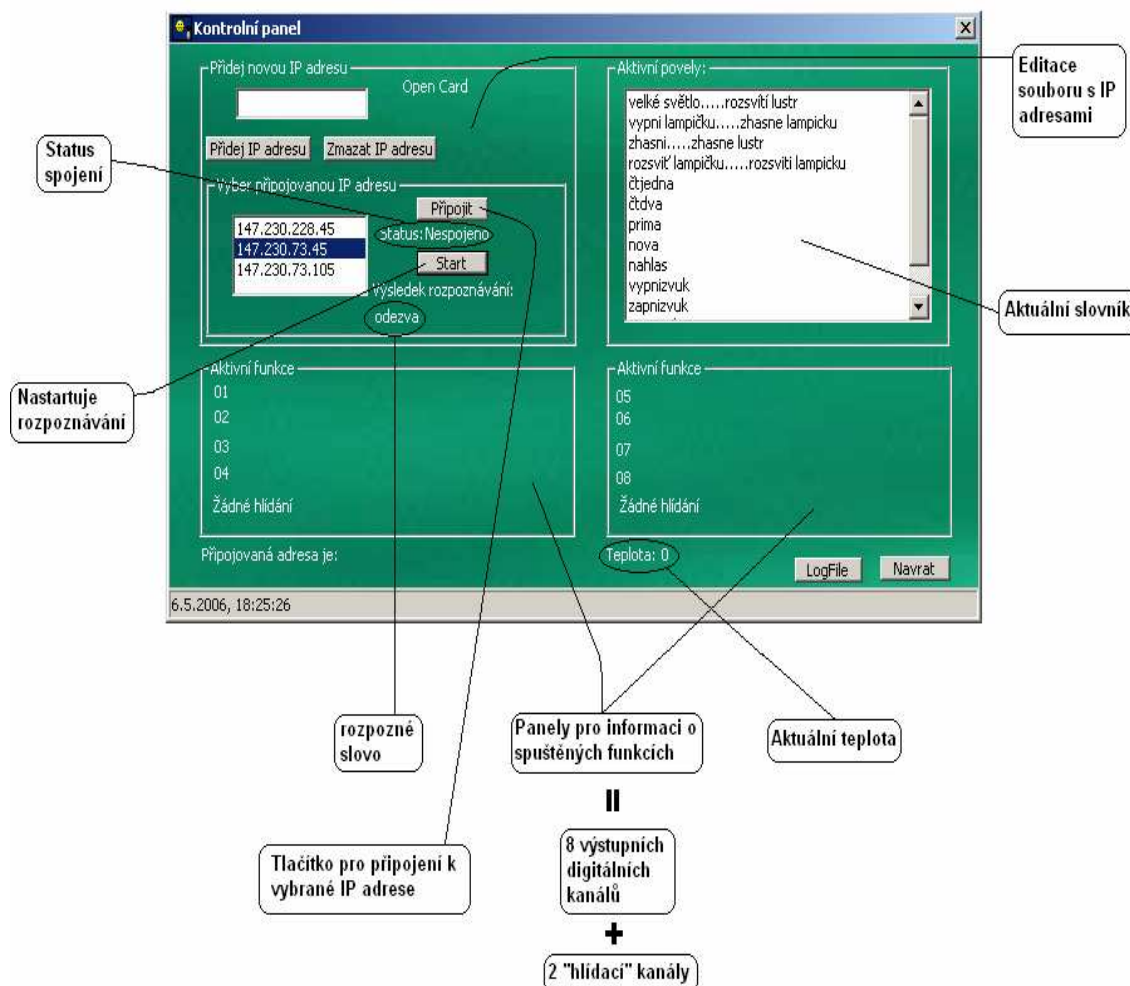 Kontrolní panel
Přidej novou IP adresu
Open Card
Přidej IP adresu
Zmazat IP adresu
Vyber připojovanou IP adresu
Připojit
147.230.228.45
147.230.73.45
147.230.73.105
Status: Nespojeno
Start
Výsledek rozpoznávání:
odezva
Aktivní povely:
velké světlo.....rozsvítí lustr
vypni lampičku.....zhasne lampicku
zhasni.....zhasne lustr
rozsviť lampičku.....rozsviti lampicku
čtjedna
čtdva
prima
nova
nahlas
vypnizvuk
zapnizvuk
Aktivní funkce
01
02
03
04
Žádné hlídání
Aktivní funkce
05
06
07
08
Žádné hlídání
Připojovaná adresa je:
Teplota: 0
LogFile
Navrat
6.5.2006, 18:25:26
Editace
souboru s IP
adresami
Status
spojení
Aktuální slovník
Nastartuje
rozpoznávání
rozpozné
slovo
Panely pro informaci o
spuštěných funkcích
Aktuální teplota
=
Tlačítko pro připojení k
vybrané IP adrese
8 výstupních
digitálních
kanálů
+
2 "hlídací" kanály